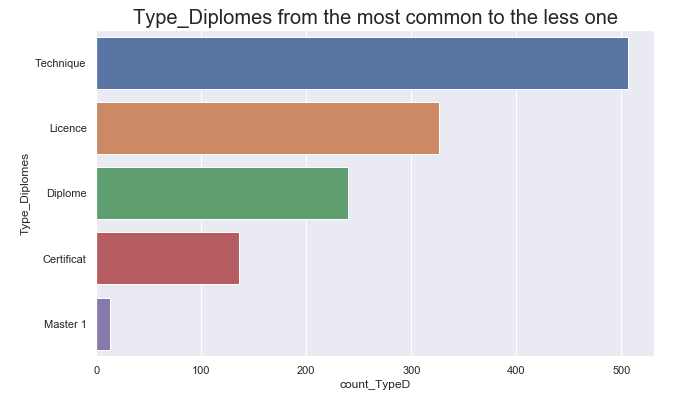 Type_Diplomes from the most common to the less one
Technique
Licence
Diplome
Certificat
Master 1
Type_Diplomes
0 100 200 300 400 500
count_TypeD